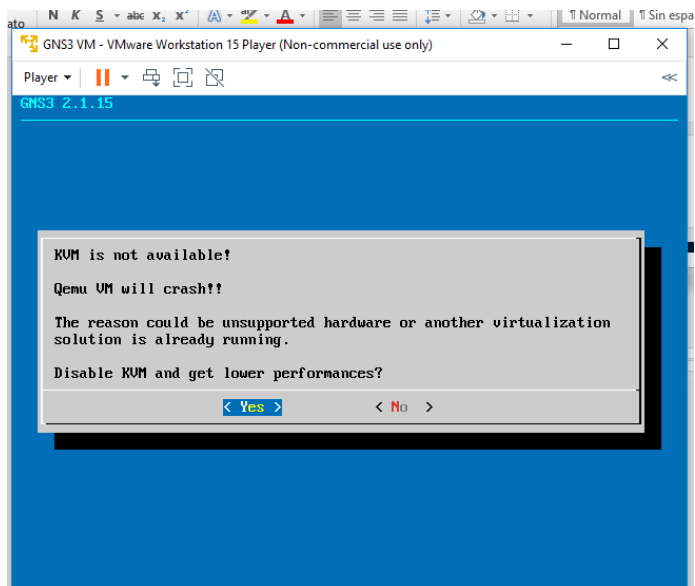 ato N K S abc X₂ X² A ab A ¶ Normal ¶ Sin espa
GNS3 VM - VMware Workstation 15 Player (Non-commercial use only)
Player
GNS3 2.1.15
KVM is not available!
Qemu VM will crash!!
The reason could be unsupported hardware or another virtualization
solution is already running.
Disable KVM and get lower performances?
< Yes > < No >